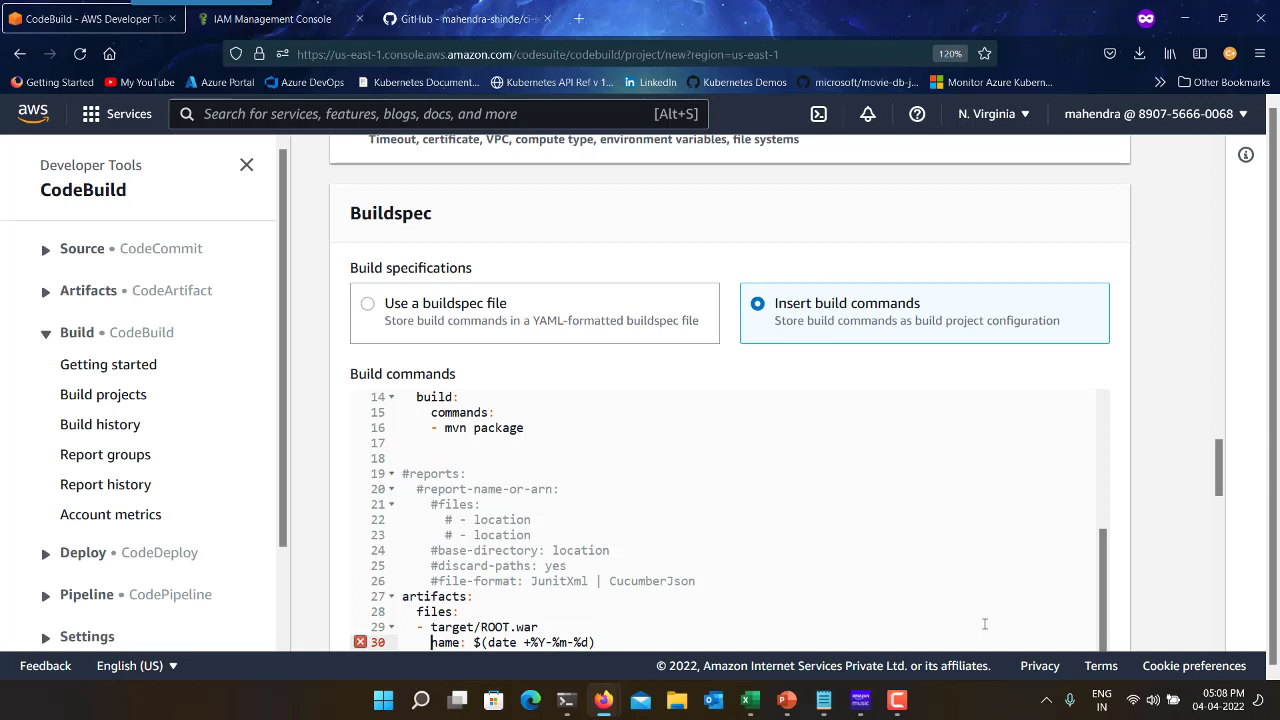 CodeBuild - AWS Developer To
IAM Management Console
GitHub - mahendra-shinde/ci-s
https://us-east-1.console.aws.amazon.com/codesuite/codebuild/project/new?region=us-east-1
120%
Getting Started
My YouTube
Azure Portal
Azure DevOps
Kubernetes Document...
Kubernetes API Ref v 1...
LinkedIn
Kubernetes Demos
microsoft/movie-db-j...
Monitor Azure Kubern...
Other Bookmarks
aws
Services
Search for services, features, blogs, docs, and more
[Alt+S]
N. Virginia
mahendra @ 8907-5666-0068
Developer Tools
CodeBuild
Source • CodeCommit
Artifacts • CodeArtifact
Build • CodeBuild
Getting started
Build projects
Build history
Report groups
Report history
Account metrics
Deploy • CodeDeploy
Pipeline • CodePipeline
Settings
Timeout, certificate, VPC, compute type, environment variables, file systems
Buildspec
Build specifications
Use a buildspec file
Store build commands in a YAML-formatted buildspec file
Insert build commands
Store build commands as build project configuration
Build commands
14 build:
15 commands:
16 - mvn package
17
18
19 #reports:
20 #report-name-or-arn:
21 #files:
22 # - location
23 # - location
24 #base-directory: location
25 #discard-paths: yes
26 #file-format: JunitXml | CucumberJson
27 artifacts:
28 files:
29 - target/ROOT.war
30 name: $(date +%Y-%m-%d)
Feedback
English (US)
© 2022, Amazon Internet Services Private Ltd. or its affiliates.
Privacy
Terms
Cookie preferences
ENG
IN
05:08 PM
04-04-2022